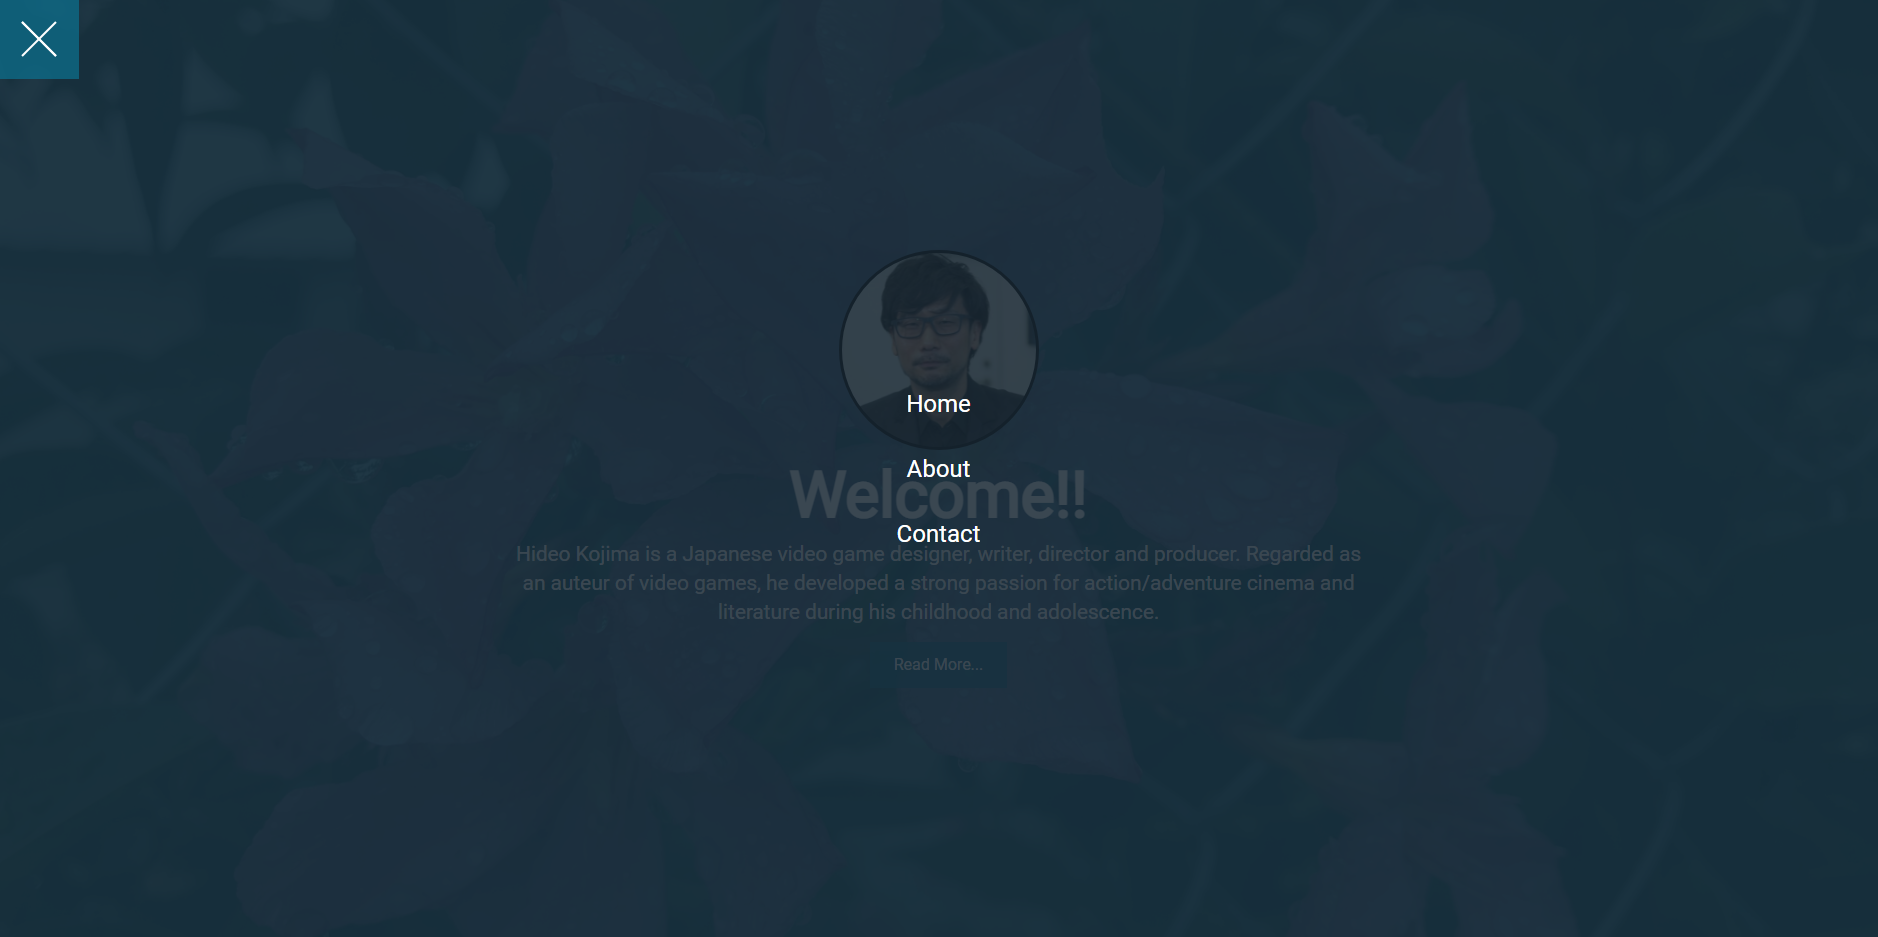 Home
About
Welcome!!
Contact
Hideo Kojima is a Japanese video game designer, writer, director and producer. Regarded as
an auteur of video games, he developed a strong passion for action/adventure cinema and
literature during his childhood and adolescence.
Read More...